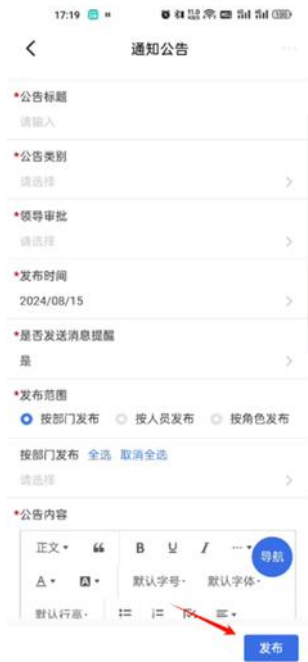 17:19
通知公告
*公告标题
请输入
*公告类别
请选择
*领导审批
请选择
*发布时间
2024/08/15
*是否发送消息提醒
是
*发布范围
按部门发布 按人员发布 按角色发布
按部门发布 全选 取消全选
请选择
*公告内容
正文 B U I ...
导航
A A 默认字号 默认字体
默认行高
发布